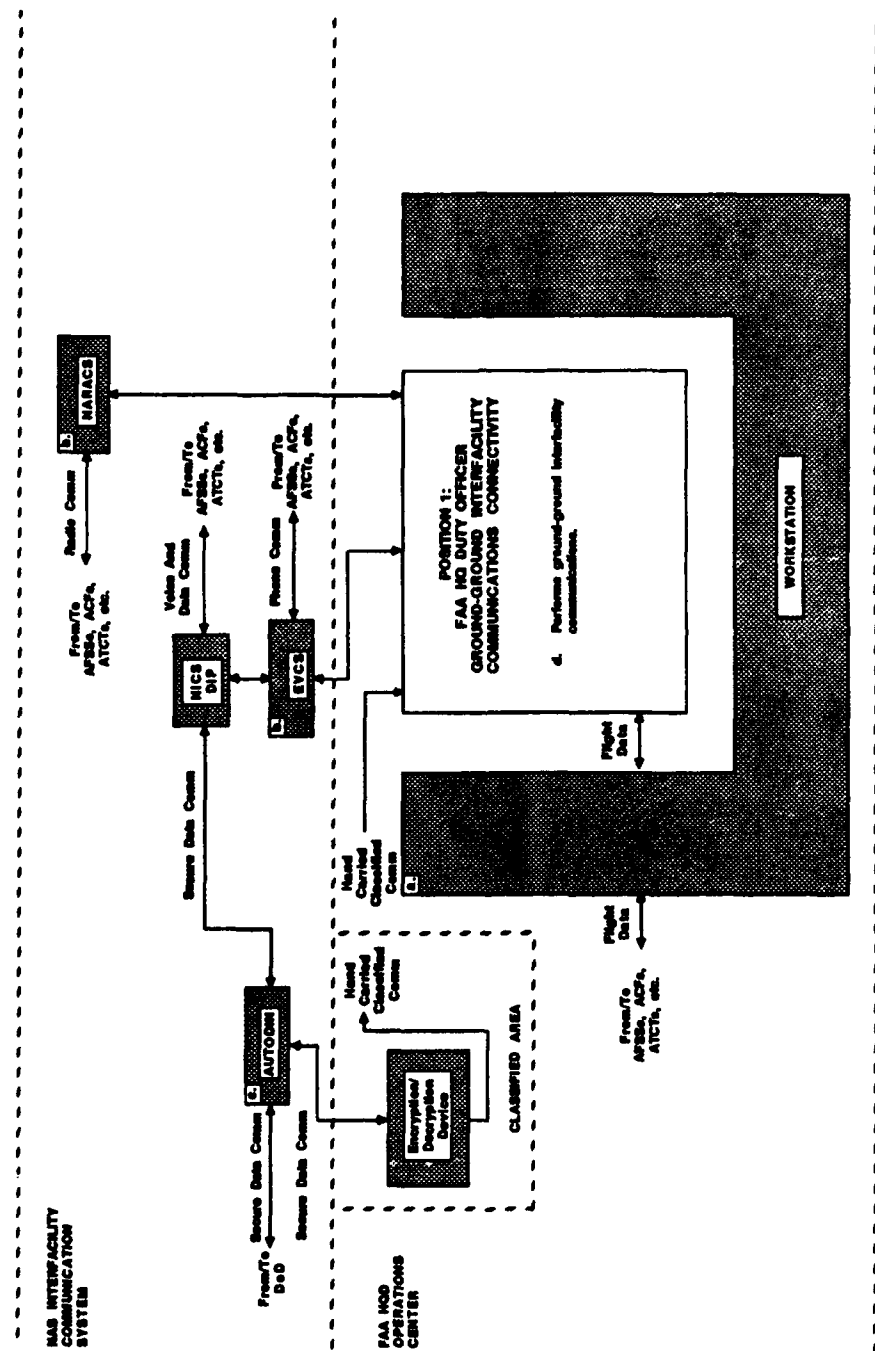 NAS INTERFACILITY
COMMUNICATION
SYSTEM
b.
NARACS
Radio Comm
From/To
AFSSs, ACFs,
ATCTs, etc.
NICS
DIP
Voice And
Data Comm
From/To
AFSSs, ACFs,
ATCTs, etc.
b.
EVCS
Phone Comm
From/To
AFSSs, ACFs,
ATCTs, etc.
Secure Data Comm
c.
AUTODIN
Secure Data Comm
From/To
DoD
Secure Data Comm
FAA HQD
OPERATIONS
CENTER
Encryption/
Decryption
Device
CLASSIFIED AREA
Hand
Carried
Classified
Comm
Hand
Carried
Classified
Comm
POSITION 1:
FAA HQ DUTY OFFICER
GROUND-GROUND INTERFACILITY
COMMUNICATIONS CONNECTIVITY
d. Performs ground-ground interfacility
communications.
Flight
Data
a.
Flight
Data
From/To
AFSSs, ACFs,
ATCTs, etc.
WORKSTATION